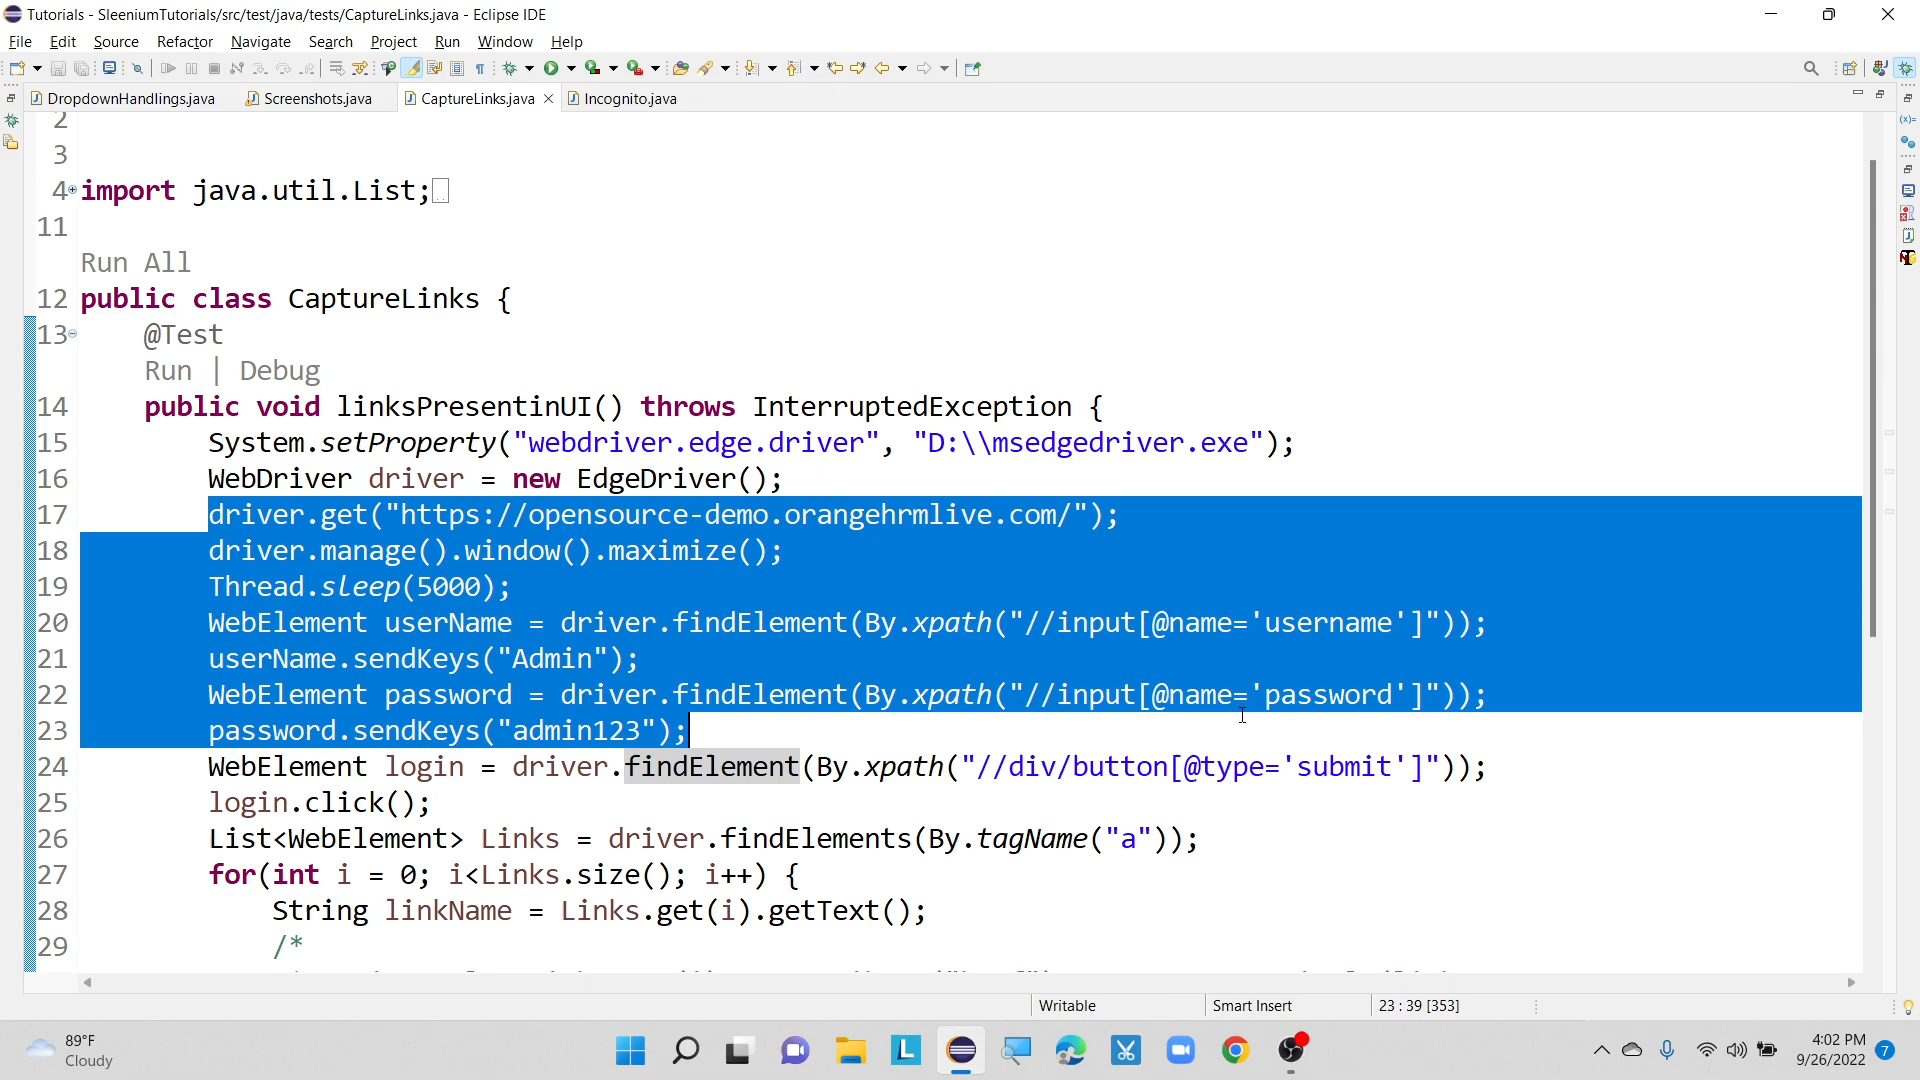 Tutorials - SleeniumTutorials/src/test/java/tests/CaptureLinks.java - Eclipse IDE
File Edit Source Refactor Navigate Search Project Run Window Help
DropdownHandlings.java Screenshots.java CaptureLinks.java Incognito.java
2
3
4 import java.util.List;
11
Run All
12 public class CaptureLinks {
13 @Test
Run | Debug
14 public void linksPresentinUI() throws InterruptedException {
15 System.setProperty("webdriver.edge.driver", "D:\\msedgedriver.exe");
16 WebDriver driver = new EdgeDriver();
17 driver.get("https://opensource-demo.orangehrmlive.com/");
18 driver.manage().window().maximize();
19 Thread.sleep(5000);
20 WebElement userName = driver.findElement(By.xpath("//input[@name='username']"));
21 userName.sendKeys("Admin");
22 WebElement password = driver.findElement(By.xpath("//input[@name='password']"));
23 password.sendKeys("admin123");
24 WebElement login = driver.findElement(By.xpath("//div/button[@type='submit']"));
25 login.click();
26 List<WebElement> Links = driver.findElements(By.tagName("a"));
27 for(int i = 0; i<Links.size(); i++) {
28 String linkName = Links.get(i).getText();
29 /*
Writable Smart Insert 23 : 39 [353]
89°F
Cloudy
4:02 PM
9/26/2022
7